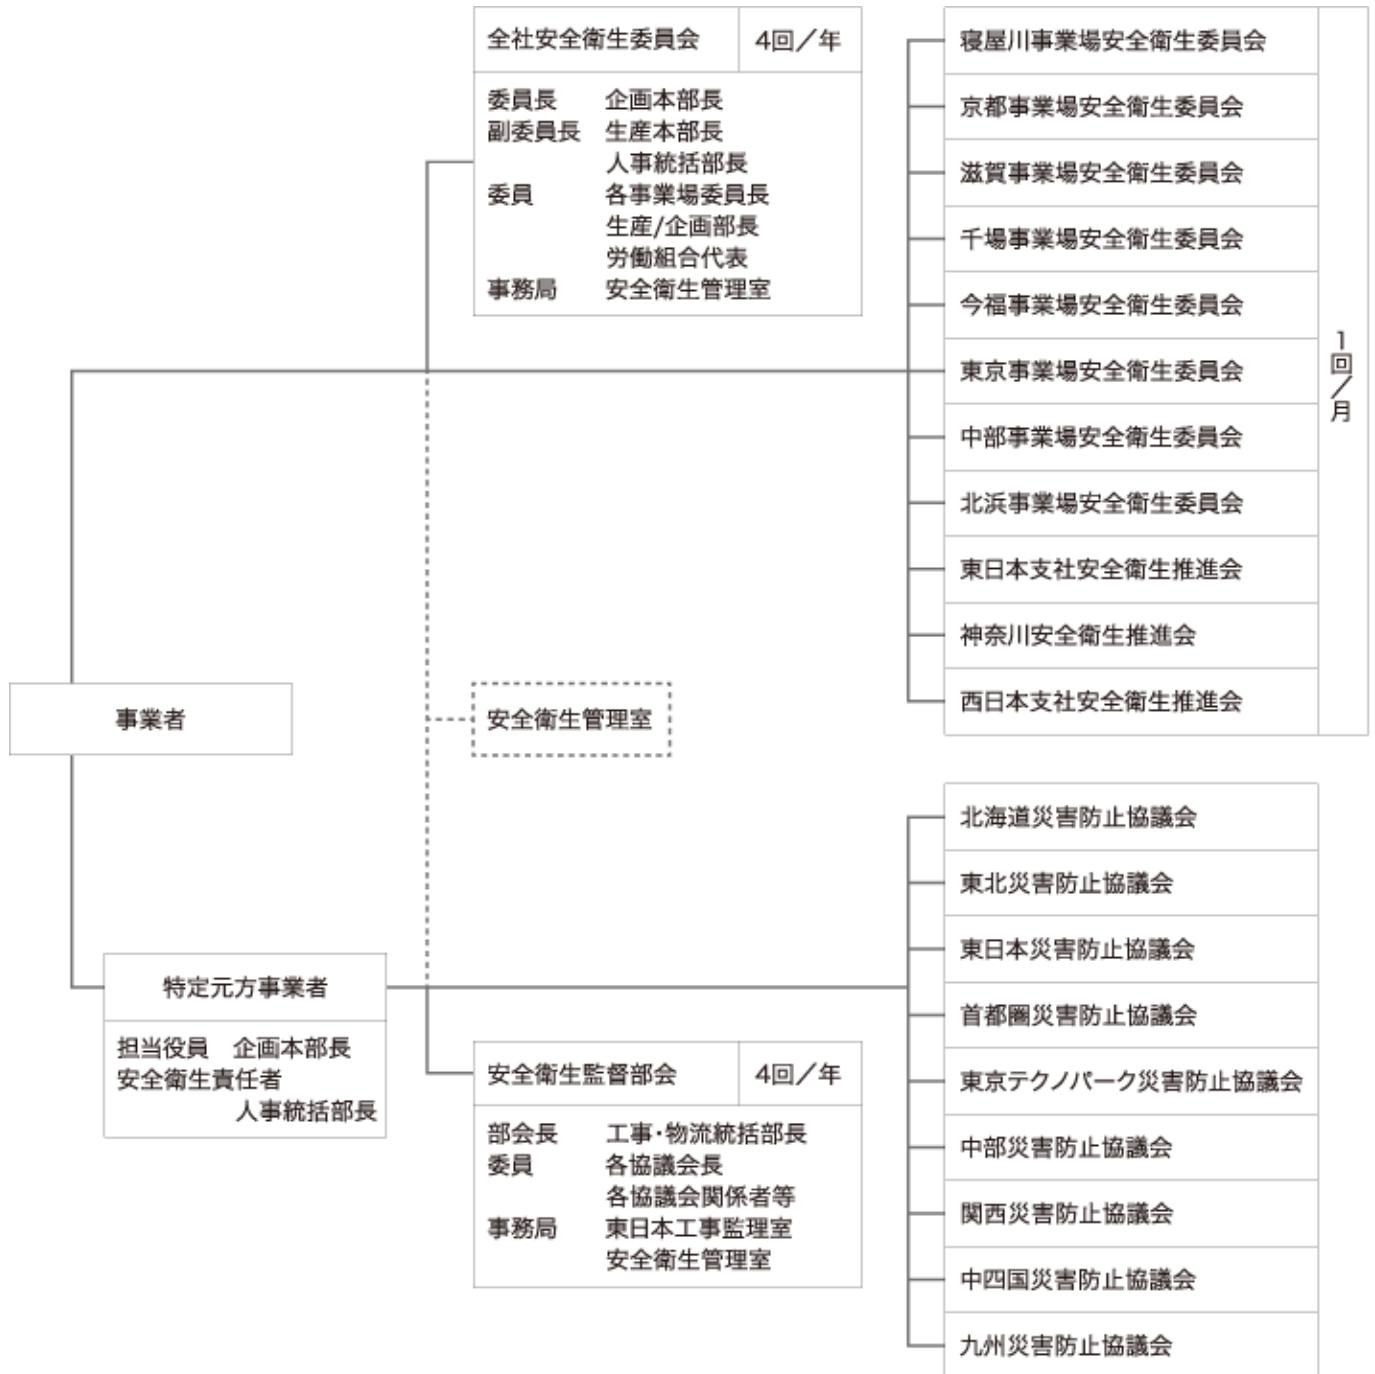 全社安全衛生委員会 4回／年
委員長 企画本部長
副委員長 生産本部長
人事統括部長
委員 各事業場委員長
生産/企画部長
労働組合代表
事務局 安全衛生管理室
寝屋川事業場安全衛生委員会
京都事業場安全衛生委員会
滋賀事業場安全衛生委員会
千場事業場安全衛生委員会
今福事業場安全衛生委員会
東京事業場安全衛生委員会
中部事業場安全衛生委員会
北浜事業場安全衛生委員会
東日本支社安全衛生推進会
神奈川安全衛生推進会
西日本支社安全衛生推進会
1回／月
事業者
安全衛生管理室
特定元方事業者
担当役員 企画本部長
安全衛生責任者
人事統括部長
安全衛生監督部会 4回／年
部会長 工事・物流統括部長
委員 各協議会長
各協議会関係者等
事務局 東日本工事監理室
安全衛生管理室
北海道災害防止協議会
東北災害防止協議会
東日本災害防止協議会
首都圏災害防止協議会
東京テクノパーク災害防止協議会
中部災害防止協議会
関西災害防止協議会
中四国災害防止協議会
九州災害防止協議会